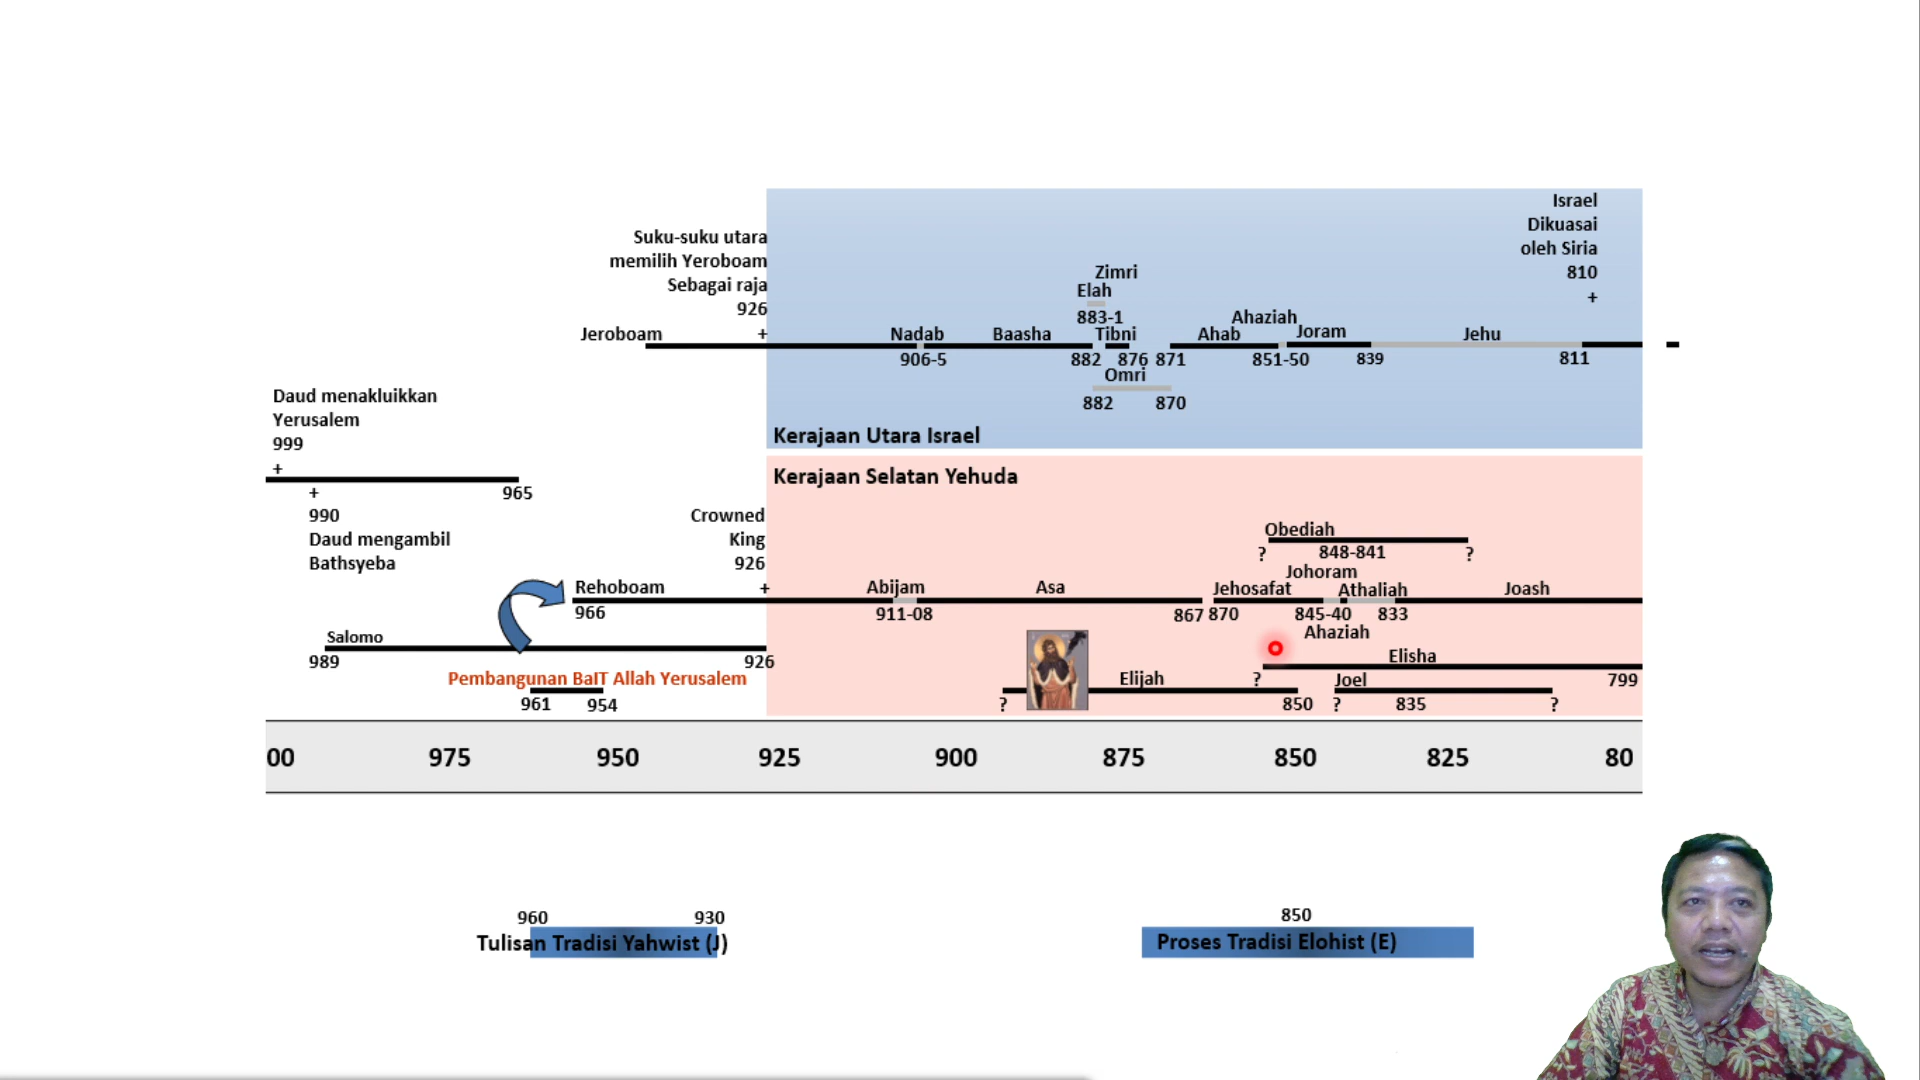 Israel
Dikuasai
oleh Siria
810
+
Suku-suku utara
memilih Yeroboam
Sebagai raja
926
+
Zimri
Elah
883-1
Jeroboam
Nadab
Baasha
Tibni
Ahab
Ahaziah
Joram
Jehu
906-5
882
876
871
851-50
839
811
Omri
882
870
Kerajaan Utara Israel
Daud menakluikkan
Yerusalem
999
+
965
+
990
Daud mengambil
Bathsyeba
Kerajaan Selatan Yehuda
Crowned
King
926
+
Obediah
? 848-841 ?
Rehoboam
966
Abijam
911-08
Asa
867
Jehosafat
870
Johoram
845-40
Athaliah
833
Joash
Ahaziah
Salomo
989
926
Elisha
?
799
Pembangunan BaIT Allah Yerusalem
961
954
Elijah
?
850
Joel
?
835
?
00 975 950 925 900 875 850 825 80
960 930
Tulisan Tradisi Yahwist (J)
850
Proses Tradisi Elohist (E)